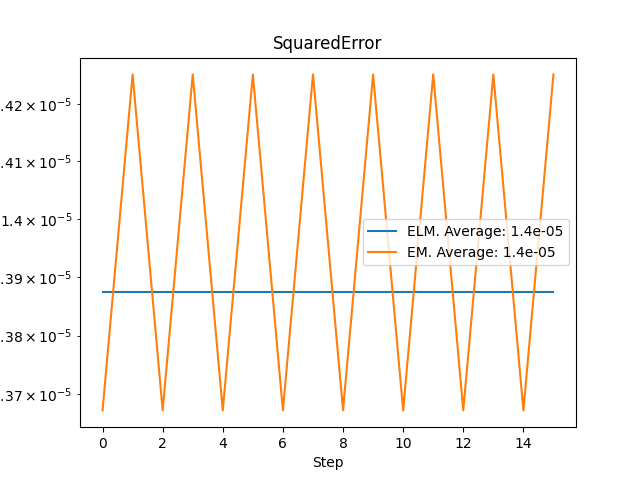 SquaredError
.42 × 10⁻⁵
.41 × 10⁻⁵
1.4 × 10⁻⁵
.39 × 10⁻⁵
.38 × 10⁻⁵
.37 × 10⁻⁵
ELM. Average: 1.4e-05
EM. Average: 1.4e-05
0 2 4 6 8 10 12 14
Step